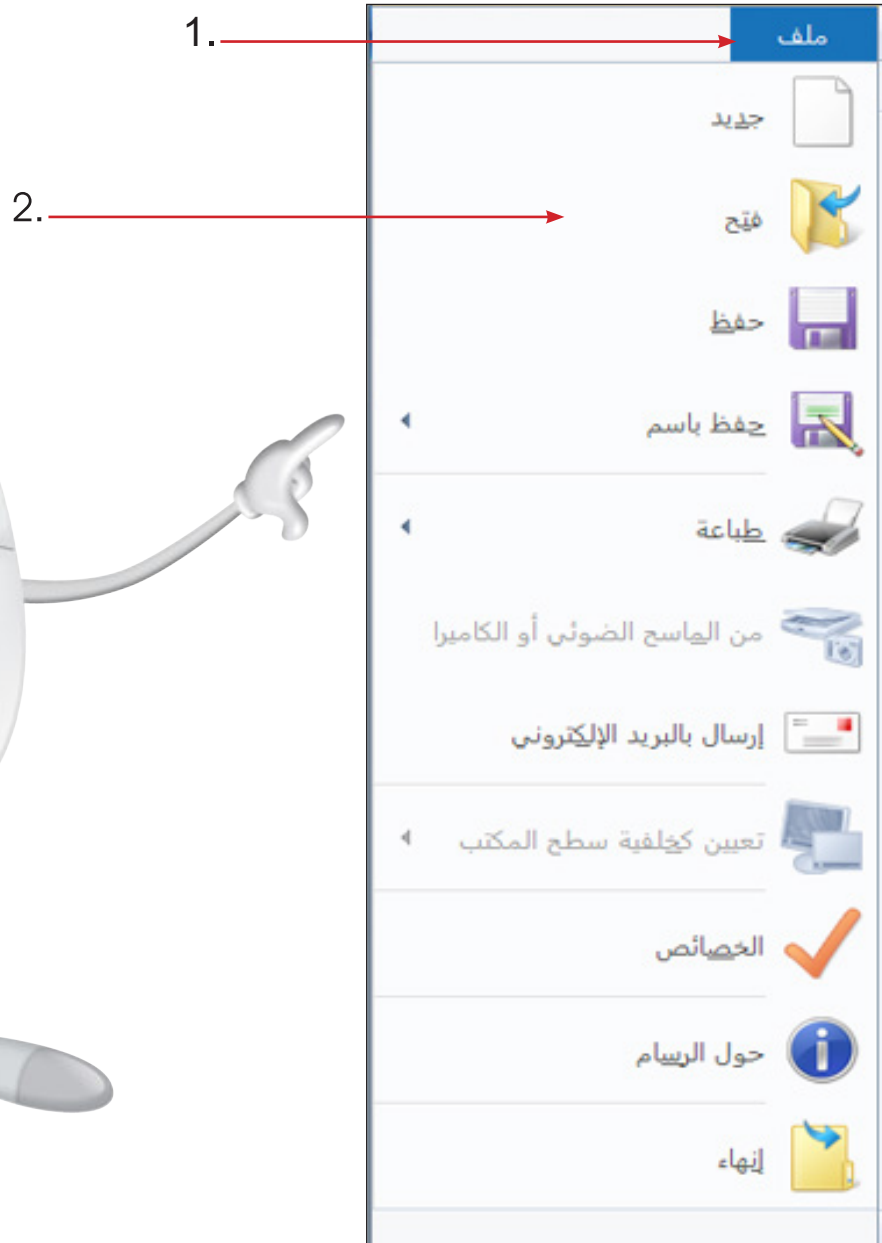 1.
ملف
جديد
2.
فتح
حفظ
حفظ باسم
طباعة
من الماسح الضوئي أو الكاميرا
إرسال بالبريد الإلكتروني
تعيين كخلفية سطح المكتب
الخصائص
حول الرسام
إنهاء